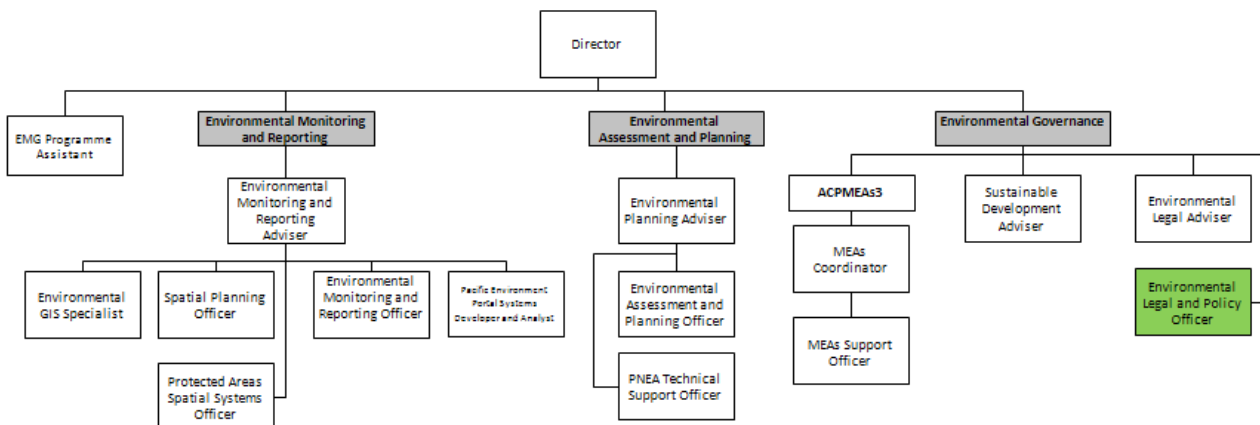 Director
EMG Programme
Assistant
Environmental Monitoring
and Reporting
Environmental
Assessment and Planning
Environmental Governance
Environmental
Monitoring and
Reporting
Adviser
Environmental
Planning Adviser
ACPMEAs3
Sustainable
Development
Adviser
Environmental
Legal Adviser
MEAs
Coordinator
Environmental
GIS Specialist
Spatial Planning
Officer
Environmental
Monitoring and
Reporting Officer
Pacific Environment
Portal Systems
Developer and Analyst
Environmental
Assessment and
Planning Officer
Environmental
Legal and Policy
Officer
MEAs Support
Officer
Protected Areas
Spatial Systems
Officer
PNEA Technical
Support Officer